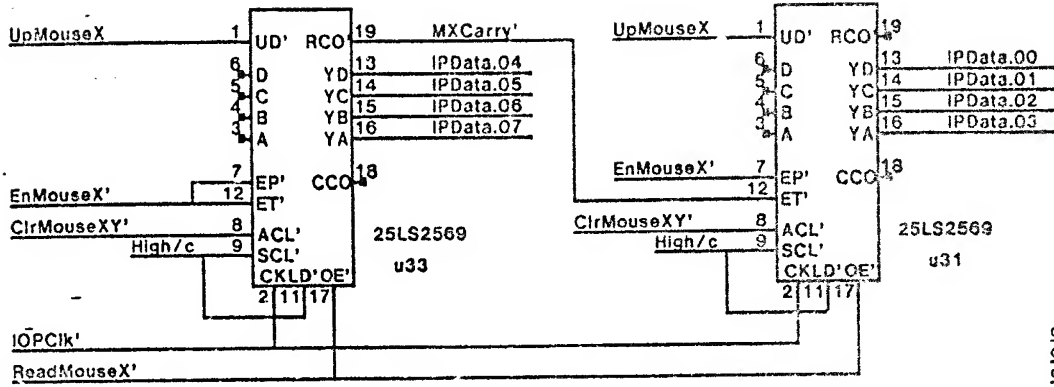 UpMouseX 1 UD' RCO' 19 MXCarry' UpMouseX 1 UD' RCO' 19
6 D YD 13 IPData.04 6 D YD 13 IPData.00
5 C YC 14 IPData.05 5 C YC 14 IPData.01
4 B YB 15 IPData.06 4 B YB 15 IPData.02
3 A YA 16 IPData.07 3 A YA 16 IPData.03
7 EP' CCO 18 EnMouseX' 7 EP' CCO 18
EnMouseX' 12 ET' 12 ET'
ClrMouseXY' 8 ACL' 25LS2569 ClrMouseXY' 8 ACL' 25LS2569
High/c 9 SCL' u33 High/c 9 SCL' u31
CK LD' OE' CK LD' OE'
2 11 17 2 11 17
IOPClk'
ReadMouseX'